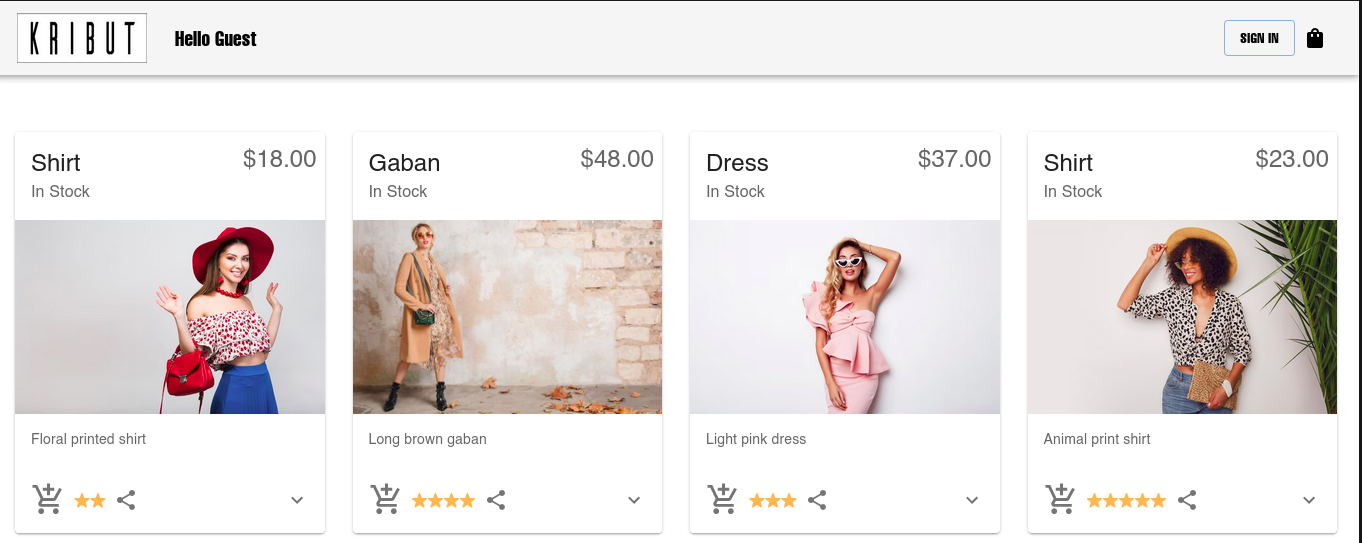 KRIBUT
Hello Guest
SIGN IN
Shirt
$18.00
In Stock
Floral printed shirt
Gaban
$48.00
In Stock
Long brown gaban
Dress
$37.00
In Stock
Light pink dress
Shirt
$23.00
In Stock
Animal print shirt